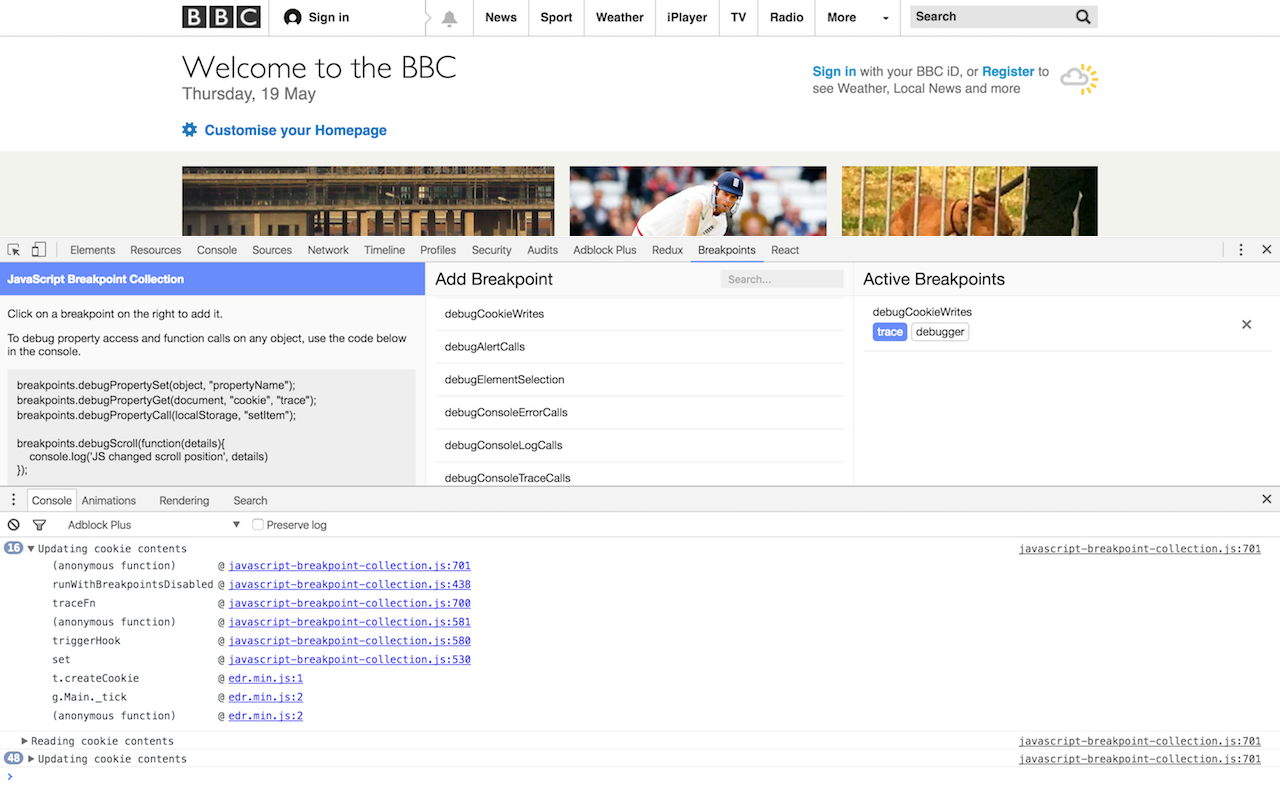 BBC Sign in News Sport Weather iPlayer TV Radio More Search
Welcome to the BBC
Thursday, 19 May
Sign in with your BBC iD, or Register to
see Weather, Local News and more
Customise your Homepage
Elements Resources Console Sources Network Timeline Profiles Security Audits Adblock Plus Redux Breakpoints React
JavaScript Breakpoint Collection
Click on a breakpoint on the right to add it.
To debug property access and function calls on any object, use the code below
in the console.
breakpoints.debugPropertySet(object, "propertyName");
breakpoints.debugPropertyGet(document, "cookie", "trace");
breakpoints.debugPropertyCall(localStorage, "setItem");
breakpoints.debugScroll(function(details){
console.log('JS changed scroll position', details)
});
Add Breakpoint Search...
debugCookieWrites
debugAlertCalls
debugElementSelection
debugConsoleErrorCalls
debugConsoleLogCalls
debugConsoleTraceCalls
Active Breakpoints
debugCookieWrites
trace debugger
Console Animations Rendering Search
Adblock Plus Preserve log
16 Updating cookie contents javascript-breakpoint-collection.js:701
(anonymous function) @ javascript-breakpoint-collection.js:701
runWithBreakpointsDisabled @ javascript-breakpoint-collection.js:438
traceFn @ javascript-breakpoint-collection.js:700
(anonymous function) @ javascript-breakpoint-collection.js:581
triggerHook @ javascript-breakpoint-collection.js:580
set @ javascript-breakpoint-collection.js:530
t.createCookie @ edr.min.js:1
g.Main._tick @ edr.min.js:2
(anonymous function) @ edr.min.js:2
Reading cookie contents javascript-breakpoint-collection.js:701
48 Updating cookie contents javascript-breakpoint-collection.js:701